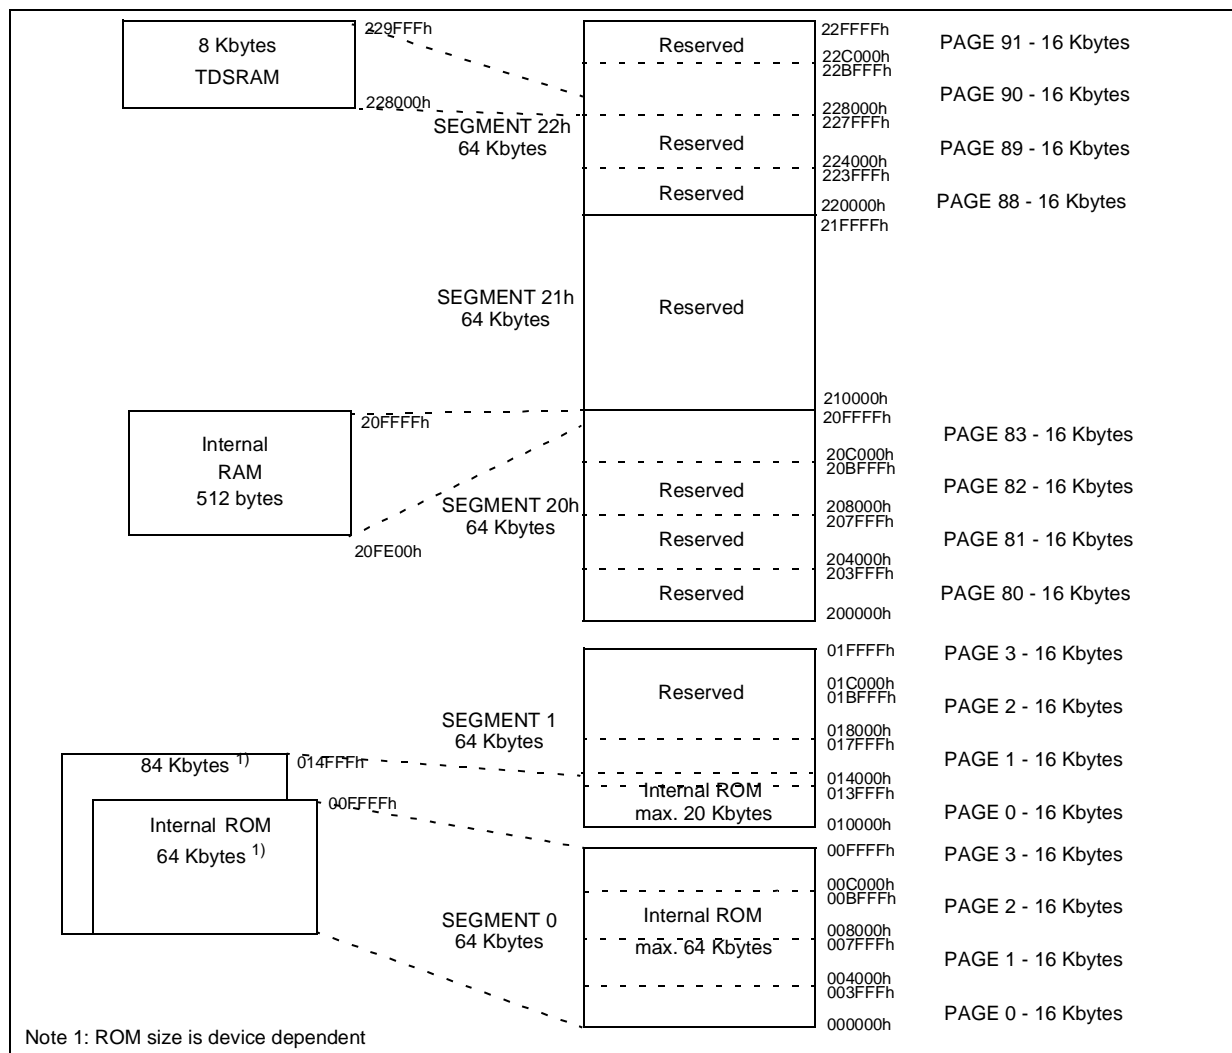 229FFFh
8 Kbytes
TDSRAM
228000h
SEGMENT 22h
64 Kbytes
Reserved
22FFFFh
PAGE 91 - 16 Kbytes
22C000h
22BFFFh
PAGE 90 - 16 Kbytes
228000h
227FFFh
Reserved
PAGE 89 - 16 Kbytes
224000h
223FFFh
Reserved
220000h
PAGE 88 - 16 Kbytes
21FFFFh
SEGMENT 21h
64 Kbytes
Reserved
210000h
20FFFFh
20FFFFh
Internal
RAM
512 bytes
20FE00h
SEGMENT 20h
64 Kbytes
PAGE 83 - 16 Kbytes
20C000h
20BFFFh
Reserved
PAGE 82 - 16 Kbytes
208000h
207FFFh
Reserved
PAGE 81 - 16 Kbytes
204000h
203FFFh
Reserved
PAGE 80 - 16 Kbytes
200000h
01FFFFh
PAGE 3 - 16 Kbytes
Reserved
01C000h
01BFFFh
PAGE 2 - 16 Kbytes
SEGMENT 1
64 Kbytes
018000h
017FFFh
PAGE 1 - 16 Kbytes
84 Kbytes 1)
014FFFh
014000h
013FFFh
Internal ROM
max. 20 Kbytes
PAGE 0 - 16 Kbytes
010000h
00FFFFh
Internal ROM
64 Kbytes 1)
00FFFFh
PAGE 3 - 16 Kbytes
00C000h
00BFFFh
SEGMENT 0
64 Kbytes
Internal ROM
max. 64 Kbytes
PAGE 2 - 16 Kbytes
008000h
007FFFh
PAGE 1 - 16 Kbytes
004000h
003FFFh
PAGE 0 - 16 Kbytes
000000h
Note 1: ROM size is device dependent